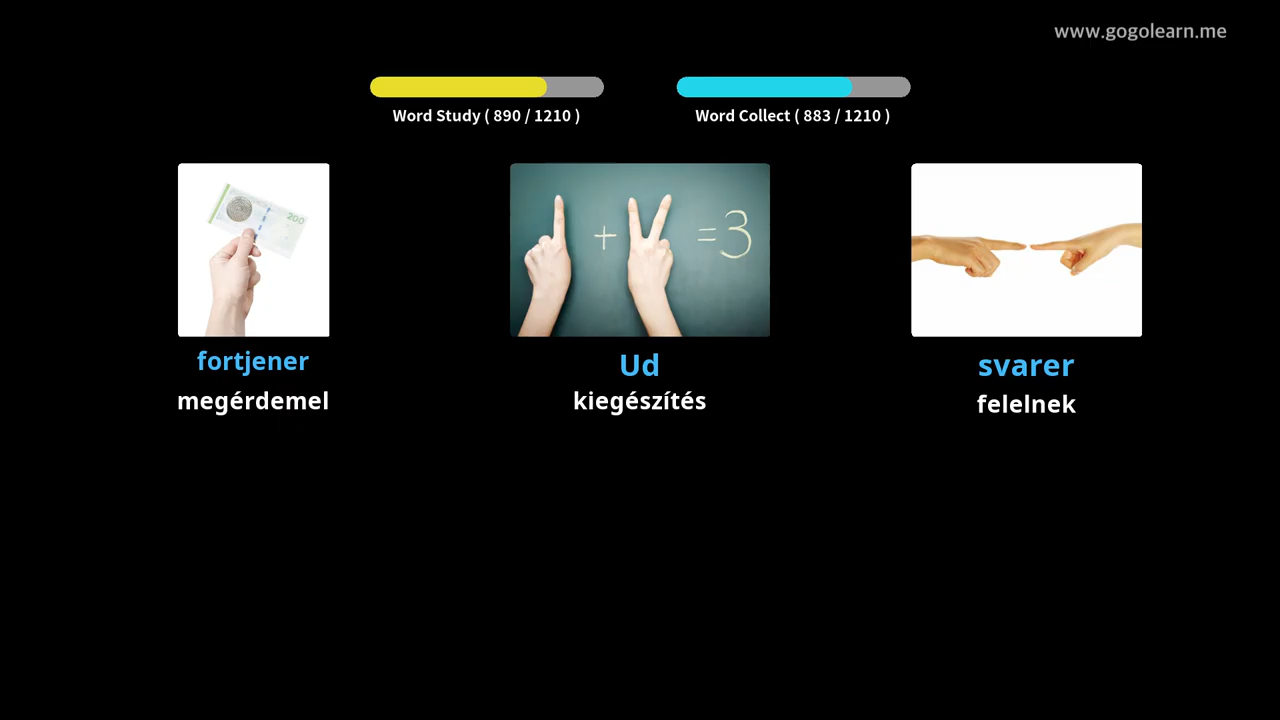 www.gogolearn.me
Word Study ( 890 / 1210 )
Word Collect ( 883 / 1210 )
200
+ =3
fortjener
Ud
svarer
megérdemel
kiegészítés
felelnek